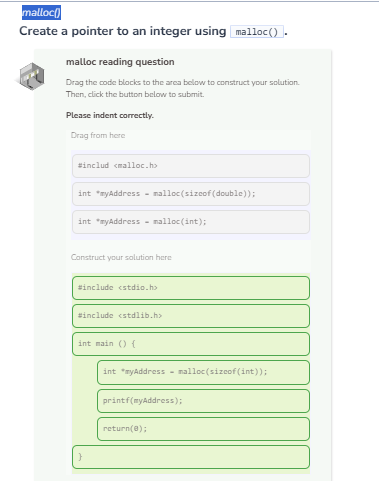 malloc()
Create a pointer to an integer using malloc() .
malloc reading question
Drag the code blocks to the area below to construct your solution.
Then, click the button below to submit.
Please indent correctly.
Drag from here
#includ <malloc.h>
int *myAddress = malloc(sizeof(double));
int *myAddress = malloc(int);
Construct your solution here
#include <stdio.h>
#include <stdlib.h>
int main () {
int *myAddress = malloc(sizeof(int));
printf(myAddress);
return(0);
}